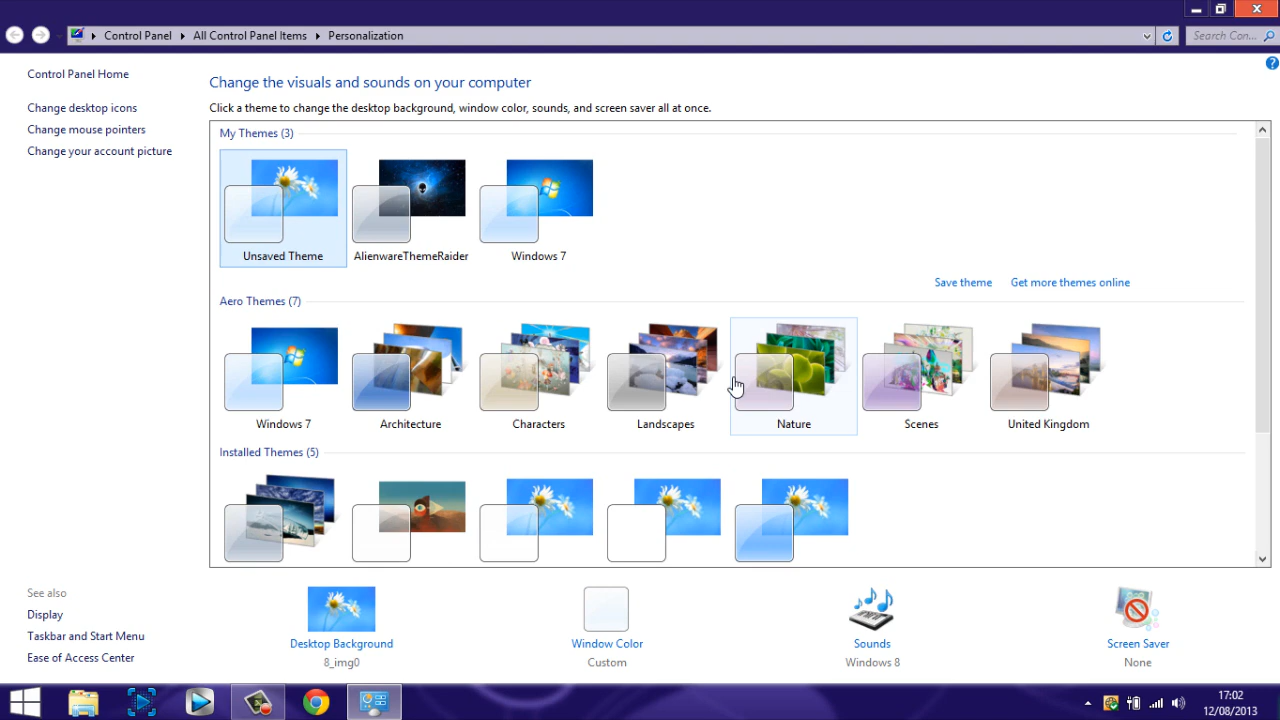 Control Panel
All Control Panel Items
Personalization
Search Con...
Control Panel Home
Change desktop icons
Change mouse pointers
Change your account picture
Change the visuals and sounds on your computer
Click a theme to change the desktop background, window color, sounds, and screen saver all at once.
My Themes (3)
Unsaved Theme
AlienwareThemeRaider
Windows 7
Save theme
Get more themes online
Aero Themes (7)
Windows 7
Architecture
Characters
Landscapes
Nature
Scenes
United Kingdom
Installed Themes (5)
See also
Display
Taskbar and Start Menu
Ease of Access Center
Desktop Background
8_img0
Window Color
Custom
Sounds
Windows 8
Screen Saver
None
17:02
12/08/2013